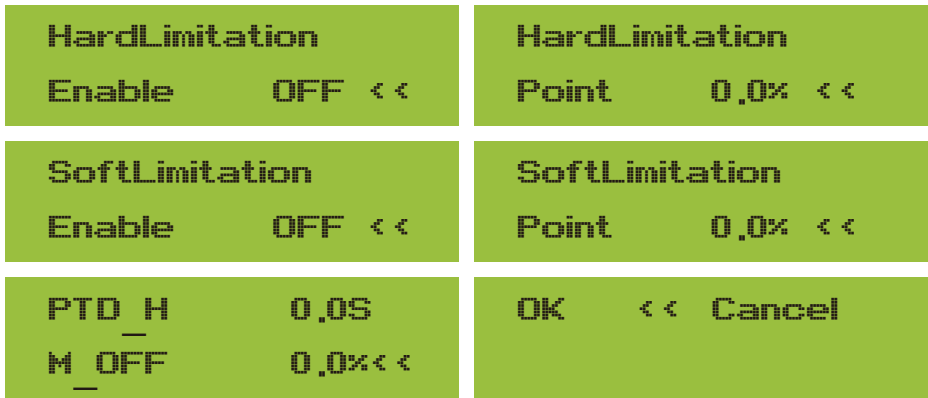 HardLimitation
Enable OFF <<
HardLimitation
Point 0.0% <<
SoftLimitation
Enable OFF <<
SoftLimitation
Point 0.0% <<
PTD_H 0.0S
M_OFF 0.0%<<
OK << Cancel